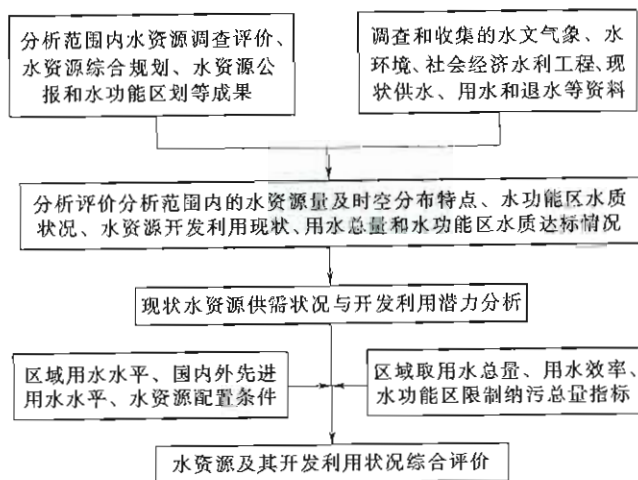 分析范围内水资源调查评价、
水资源综合规划、水资源公
报和水功能区划等成果
调查和收集的水文气象、水
环境、社会经济水利工程、现
状供水、用水和退水等资料
分析评价分析范围内的水资源量及时空分布特点、水功能区水质
状况、水资源开发利用现状、用水总量和水功能区水质达标情况
现状水资源供需状况与开发利用潜力分析
区域用水水平、国内外先进
用水水平、水资源配置条件
区域取用水总量、用水效率、
水功能区限制纳污总量指标
水资源及其开发利用状况综合评价